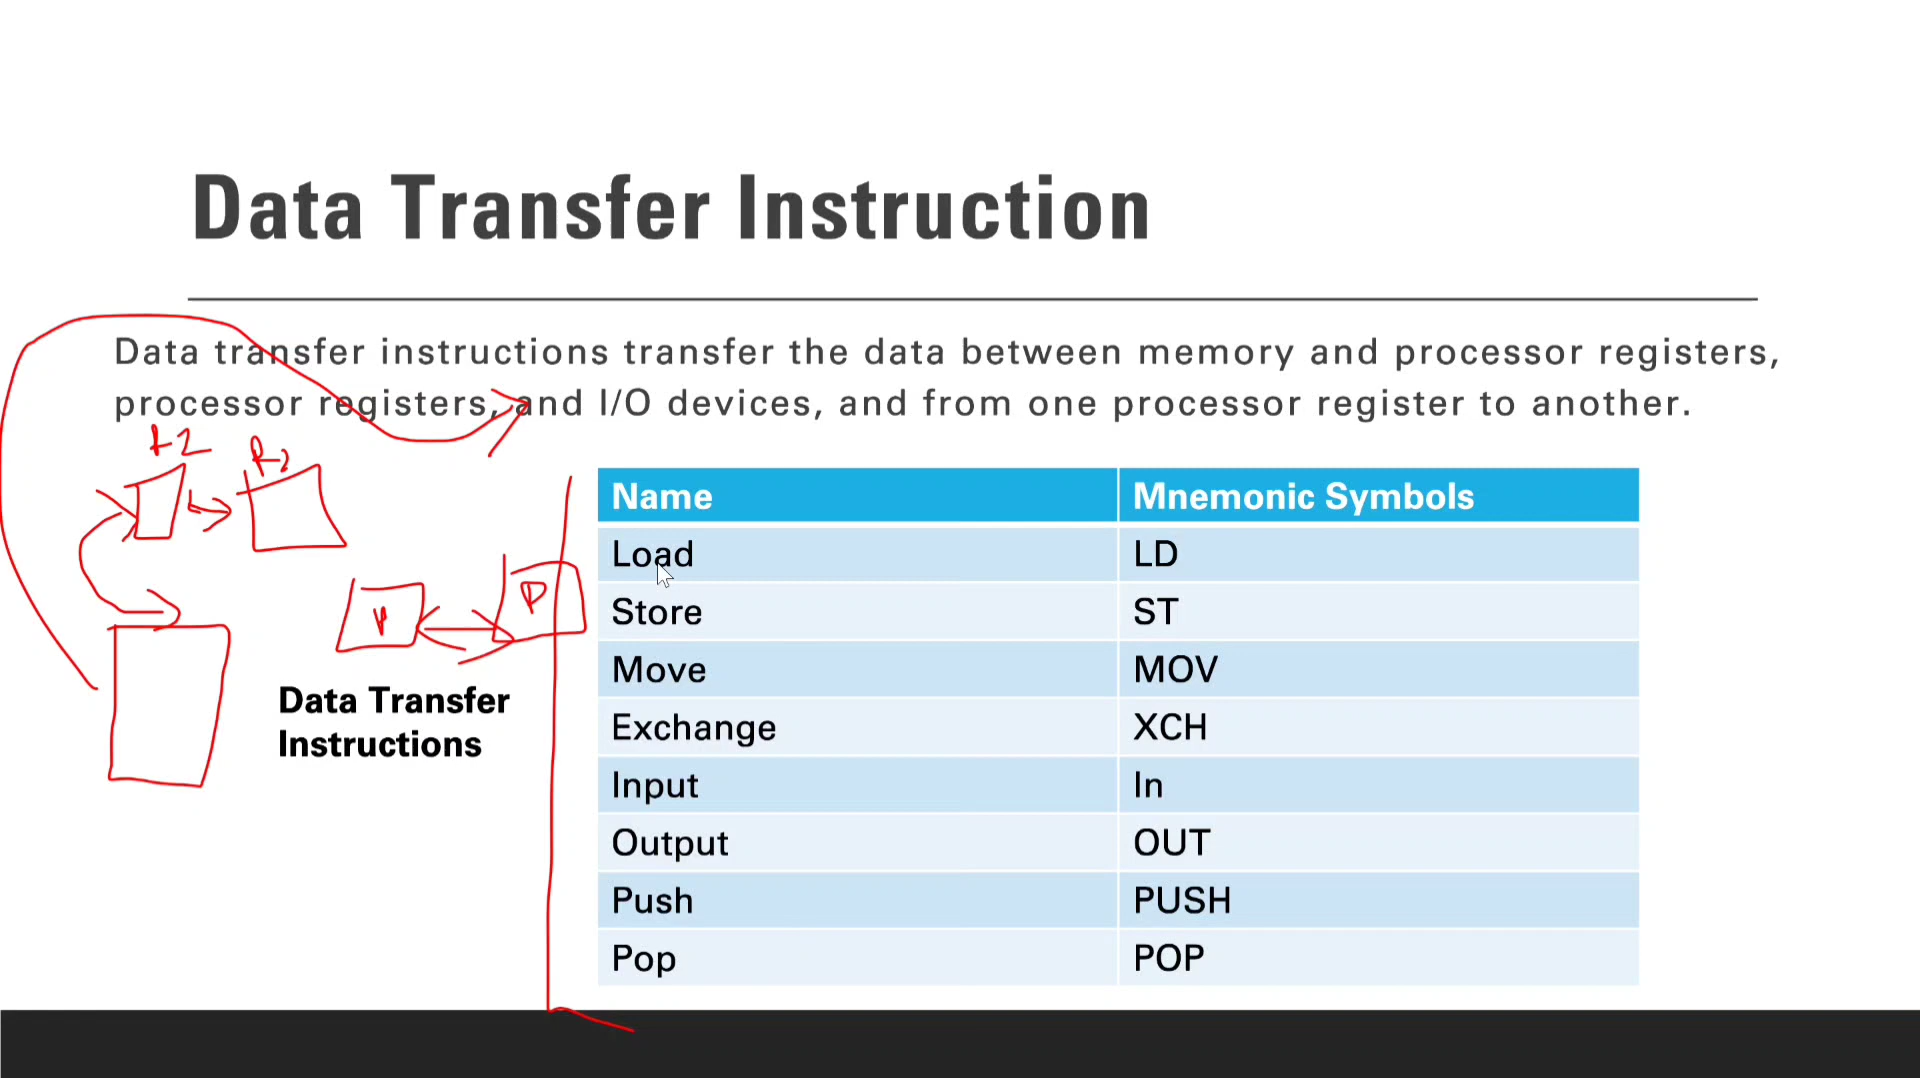 Data Transfer Instruction
Data transfer instructions transfer the data between memory and processor registers,
processor registers, and I/O devices, and from one processor register to another.
R2
R2
P
D
Data Transfer
Instructions
Name Mnemonic Symbols
Load LD
Store ST
Move MOV
Exchange XCH
Input In
Output OUT
Push PUSH
Pop POP